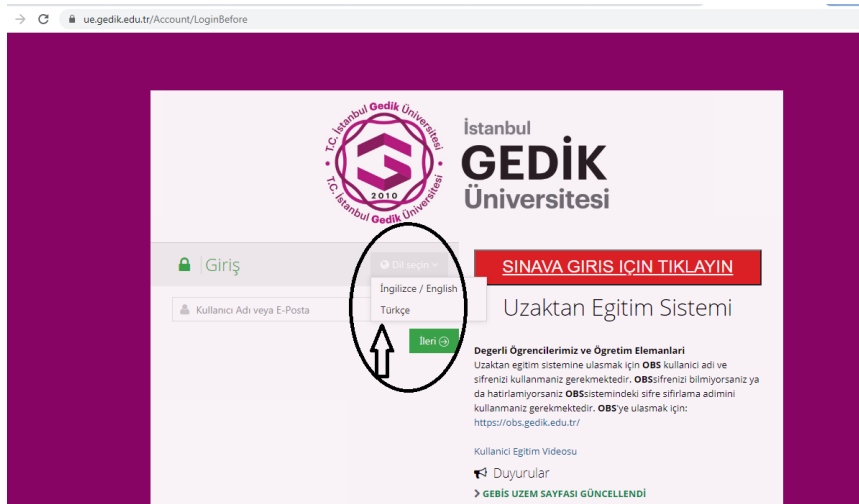 ue.gedik.edu.tr/Account/LoginBefore
T.C. İstanbul Gedik Üniversitesi
T.C. İstanbul Gedik Üniversitesi
2010
İstanbul
GEDİK
Üniversitesi
Giriş
Dil seçin
İngilizce / English
Türkçe
Kullanıcı Adı veya E-Posta
İleri
SINAVA GIRIS IÇIN TIKLAYIN
Uzaktan Egitim Sistemi
Degerli Ögrencilerimiz ve Ögretim Elemanlari
Uzaktan egitim sistemine ulasmak için OBS kullanici adi ve
sifrenizi kullanmaniz gerekmektedir. OBSsifrenizi bilmiyorsaniz ya
da hatirlamiyorsaniz OBSsistemindeki sifre sifirlama adimini
kullanmaniz gerekmektedir. OBS'ye ulasmak için:
https://obs.gedik.edu.tr/
Kullanici Egitim Videosu
Duyurular
GEBİS UZEM SAYFASI GÜNCELLENDİ